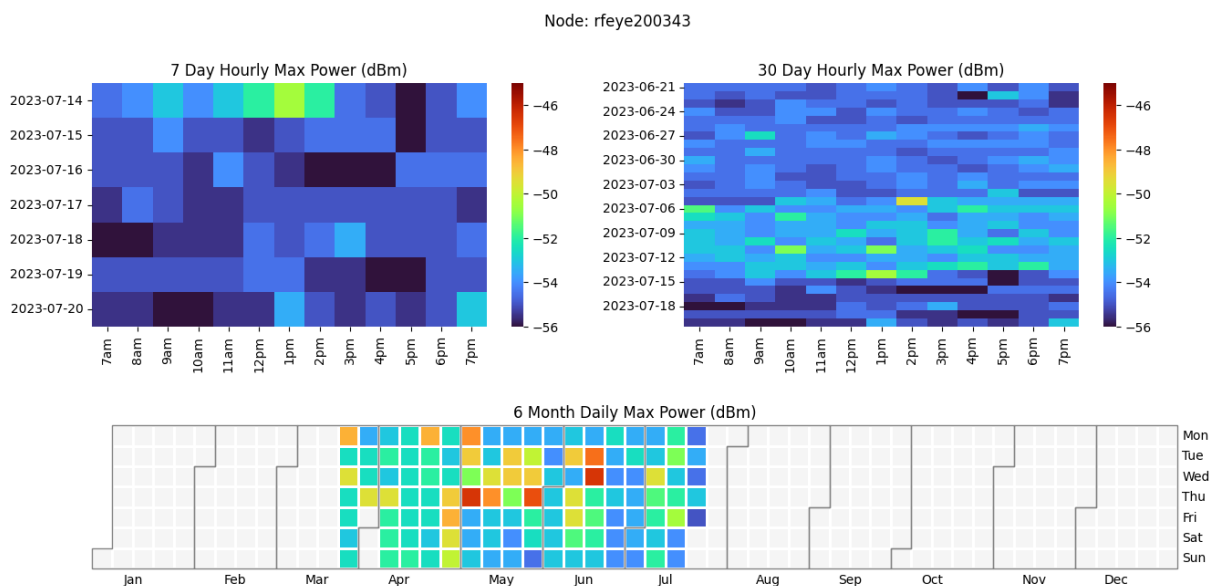 Node: rfeye200343
7 Day Hourly Max Power (dBm)
2023-07-14
2023-07-15
2023-07-16
2023-07-17
2023-07-18
2023-07-19
2023-07-20
7am
8am
9am
10am
11am
12pm
1pm
2pm
3pm
4pm
5pm
6pm
7pm
−46
−48
−50
−52
−54
−56
30 Day Hourly Max Power (dBm)
2023-06-21
2023-06-24
2023-06-27
2023-06-30
2023-07-03
2023-07-06
2023-07-09
2023-07-12
2023-07-15
2023-07-18
7am
8am
9am
10am
11am
12pm
1pm
2pm
3pm
4pm
5pm
6pm
7pm
−46
−48
−50
−52
−54
−56
6 Month Daily Max Power (dBm)
Mon
Tue
Wed
Thu
Fri
Sat
Sun
Jan Feb Mar Apr May Jun Jul Aug Sep Oct Nov Dec